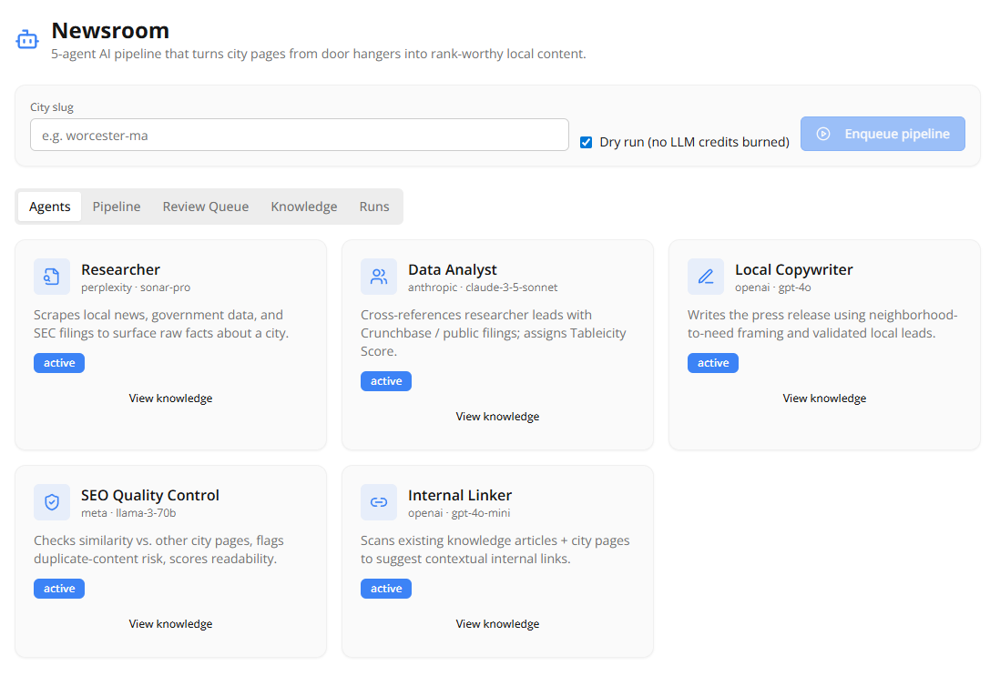 Newsroom
5-agent AI pipeline that turns city pages from door hangers into rank-worthy local content.
City slug
e.g. worcester-ma
Dry run (no LLM credits burned)
Enqueue pipeline
Agents
Pipeline
Review Queue
Knowledge
Runs
Researcher
perplexity · sonar-pro
Scrapes local news, government data, and
SEC filings to surface raw facts about a city.
active
View knowledge
Data Analyst
anthropic · claude-3-5-sonnet
Cross-references researcher leads with
Crunchbase / public filings; assigns Tableicity
Score.
active
View knowledge
Local Copywriter
openai · gpt-4o
Writes the press release using neighborhood-
to-need framing and validated local leads.
active
View knowledge
SEO Quality Control
meta · llama-3-70b
Checks similarity vs. other city pages, flags
duplicate-content risk, scores readability.
active
View knowledge
Internal Linker
openai · gpt-4o-mini
Scans existing knowledge articles + city pages
to suggest contextual internal links.
active
View knowledge